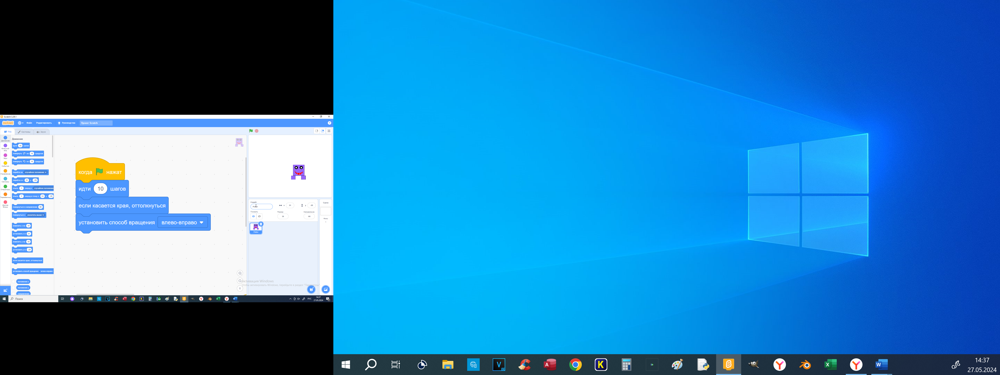 Scratch 3.29.1
SCRATCH
Файл
Редактировать
Руководства
Проект Scratch
Код
Костюмы
Звуки
Движение
Внешний вид
Звук
События
Управление
Сенсоры
Операторы
Переменные
Другие блоки
Движение
идти 10 шагов
повернуть на 15 градусов
повернуть на 15 градусов
перейти на случайное положение
перейти в x: 51 y: -29
плыть 1 секунд к случайное положение
плыть 1 секунд в точку x: 51 y: -29
повернуться в направлении 90
повернуться к указатель мыши
изменить x на 10
установить x в 51
изменить y на 10
установить y в -29
если касается края, оттолкнуться
установить способ вращения влево-вправо
положение x
положение y
направление
когда нажат
идти 10 шагов
если касается края, оттолкнуться
установить способ вращения влево-вправо
Спрайт
x 51
y -29
Показать
Размер
Направление
-90
Сцена
Фоны
1
Активация Windows
Чтобы активировать Windows, перейдите в раздел "Параметры".
Поиск
РУС
14:37
27.05.2024
14:37
27.05.2024